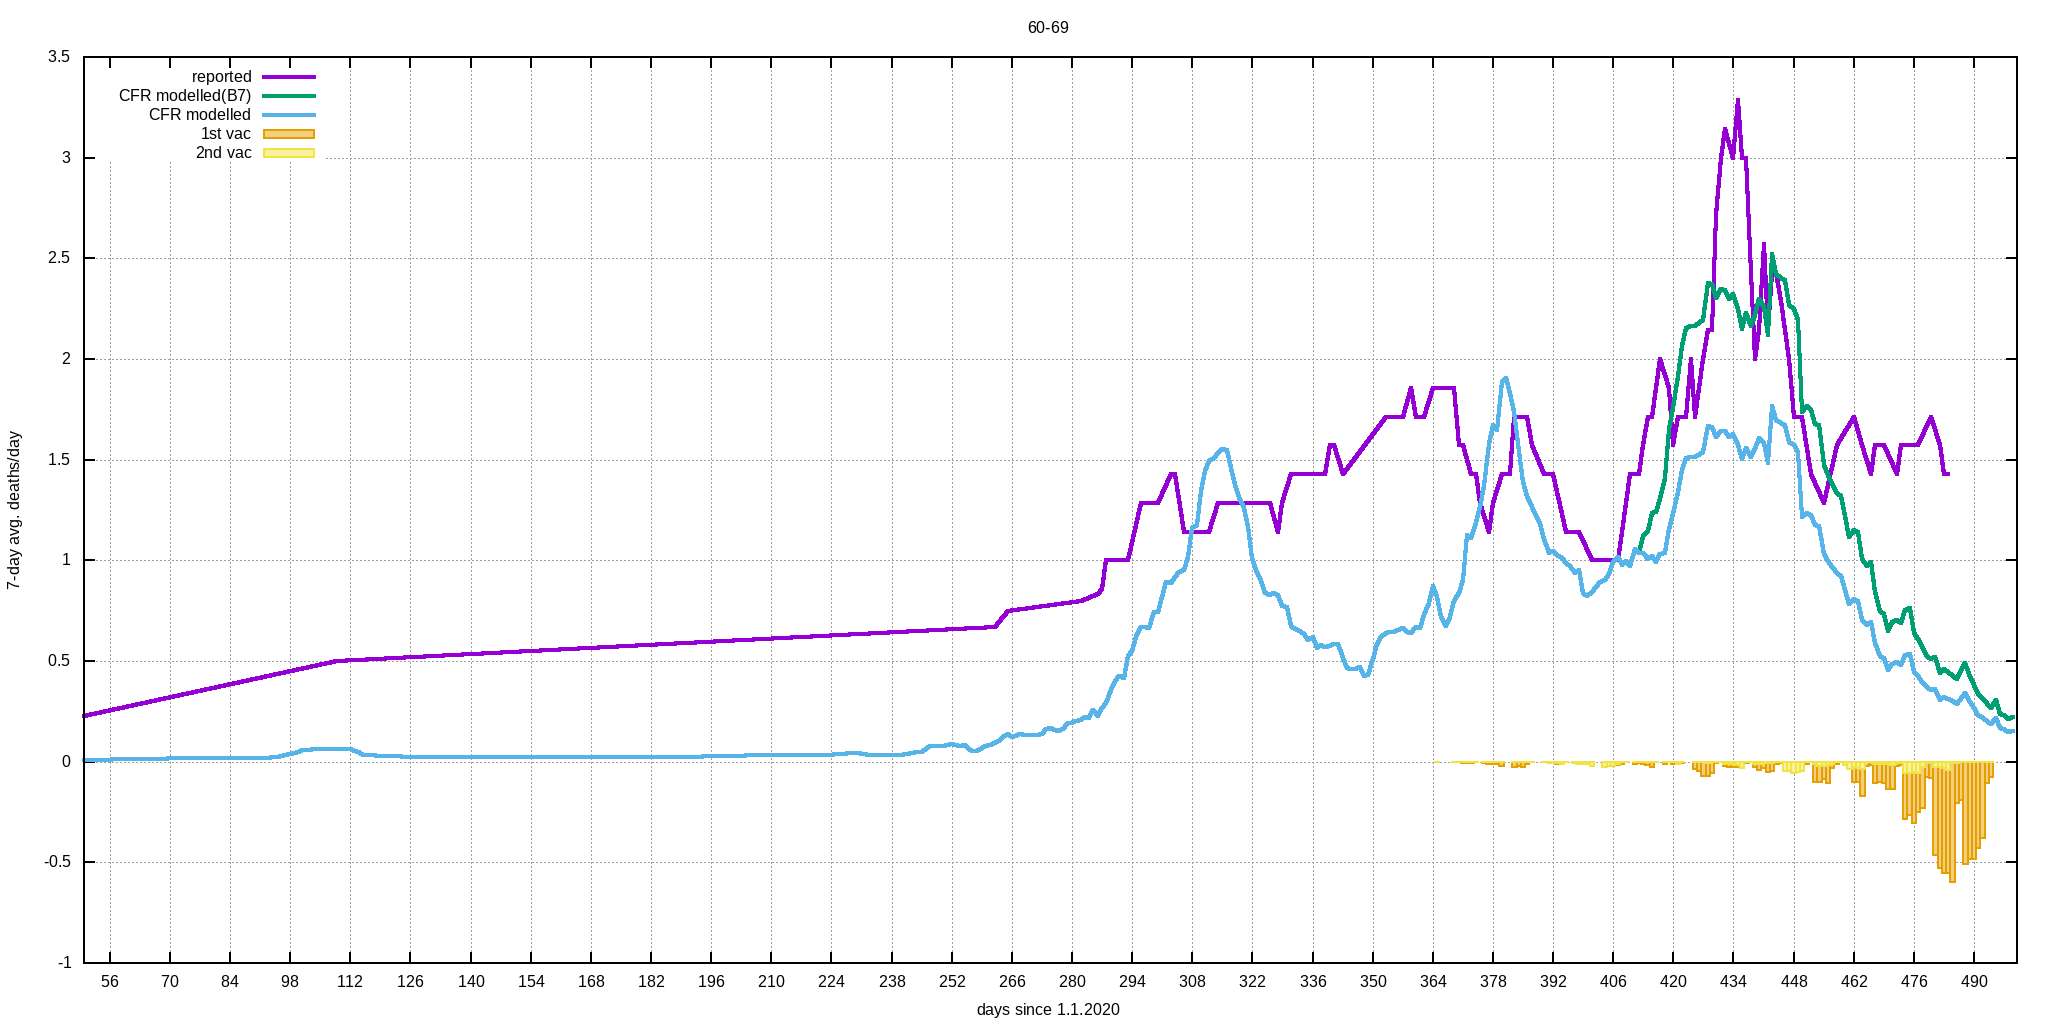 60-69
3.5
3
2.5
2
1.5
1
0.5
0
-0.5
-1
7-day avg. deaths/day
reported
CFR modelled(B7)
CFR modelled
1st vac
2nd vac
56 70 84 98 112 126 140 154 168 182 196 210 224 238 252 266 280 294 308 322 336 350 364 378 392 406 420 434 448 462 476 490
days since 1.1.2020